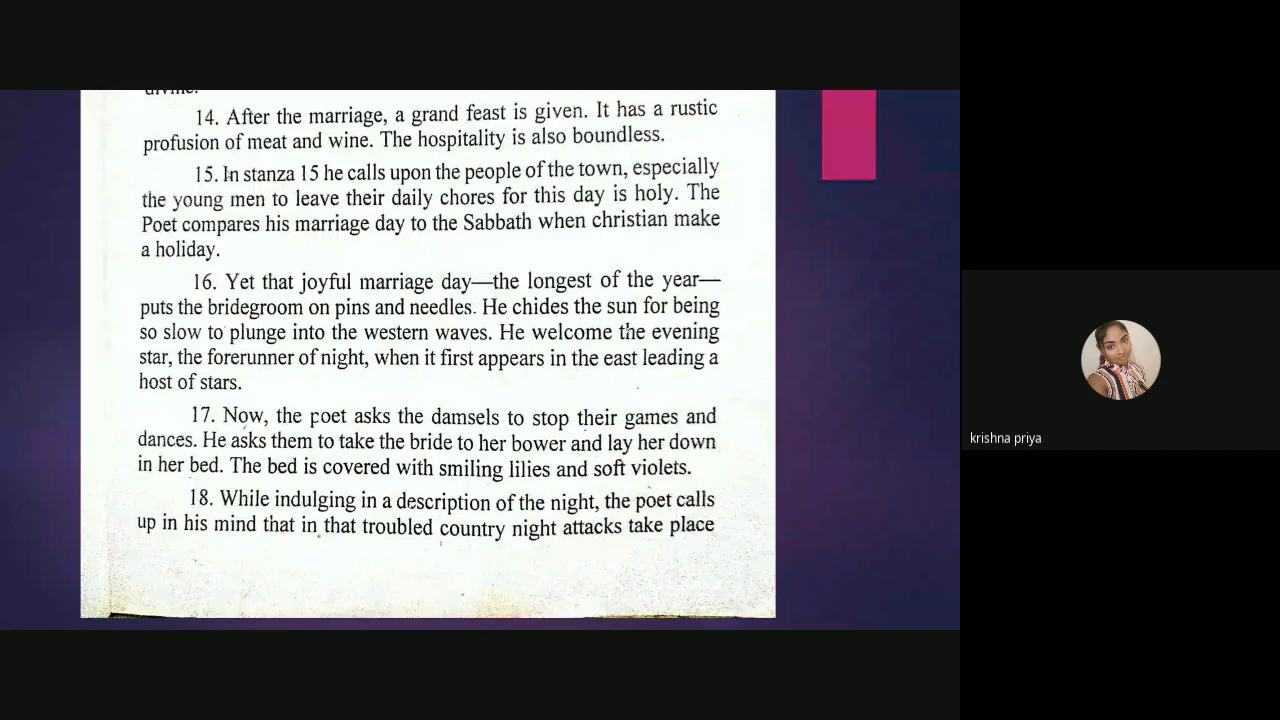 divine.
14. After the marriage, a grand feast is given. It has a rustic
profusion of meat and wine. The hospitality is also boundless.
15. In stanza 15 he calls upon the people of the town, especially
the young men to leave their daily chores for this day is holy. The
Poet compares his marriage day to the Sabbath when christian make
a holiday.
16. Yet that joyful marriage day—the longest of the year—
puts the bridegroom on pins and needles. He chides the sun for being
so slow to plunge into the western waves. He welcome the evening
star, the forerunner of night, when it first appears in the east leading a
host of stars.
17. Now, the poet asks the damsels to stop their games and
dances. He asks them to take the bride to her bower and lay her down
in her bed. The bed is covered with smiling lilies and soft violets.
18. While indulging in a description of the night, the poet calls
up in his mind that in that troubled country night attacks take place
krishna priya